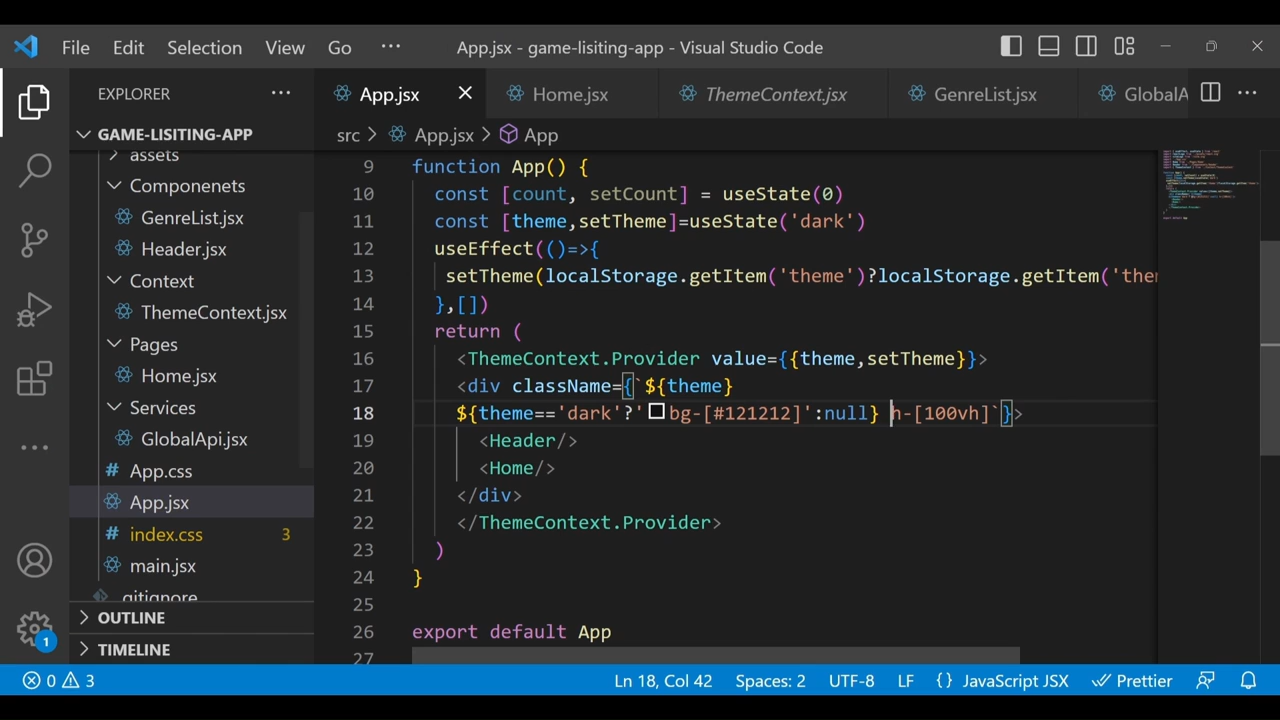 File Edit Selection View Go ··· App.jsx - game-lisiting-app - Visual Studio Code
EXPLORER ···
App.jsx Home.jsx ThemeContext.jsx GenreList.jsx GlobalA ···
GAME-LISITING-APP
src > App.jsx > App
assets
Componenets
GenreList.jsx
Header.jsx
Context
ThemeContext.jsx
Pages
Home.jsx
Services
GlobalApi.jsx
# App.css
App.jsx
# index.css 3
main.jsx
.gitignore
OUTLINE
TIMELINE
9 function App() {
10 const [count, setCount] = useState(0)
11 const [theme,setTheme]=useState('dark')
12 useEffect(()=>{
13 setTheme(localStorage.getItem('theme')?localStorage.getItem('them
14 },[])
15 return (
16 <ThemeContext.Provider value={{theme,setTheme}}>
17 <div className={`${theme}
18 ${theme=='dark'?'bg-[#121212]':null} h-[100vh]`}>
19 <Header/>
20 <Home/>
21 </div>
22 </ThemeContext.Provider>
23 )
24 }
25
26 export default App
27
1
0 3 Ln 18, Col 42 Spaces: 2 UTF-8 LF {} JavaScript JSX Prettier